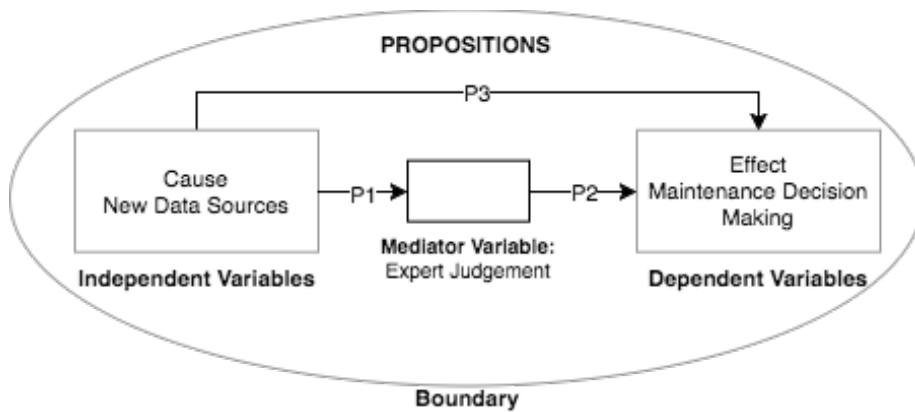 PROPOSITIONS
P3
Cause
New Data Sources
P1
P2
Effect
Maintenance Decision
Making
Independent Variables
Mediator Variable:
Expert Judgement
Dependent Variables
Boundary